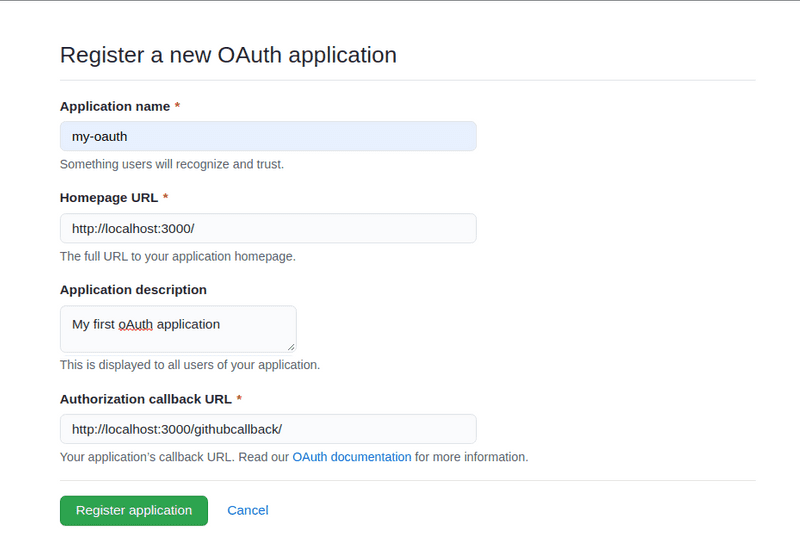 Register a new OAuth application
Application name *
my-oauth
Something users will recognize and trust.
Homepage URL *
http://localhost:3000/
The full URL to your application homepage.
Application description
My first oAuth application
This is displayed to all users of your application.
Authorization callback URL *
http://localhost:3000/githubcallback/
Your application’s callback URL. Read our OAuth documentation for more information.
Register application Cancel